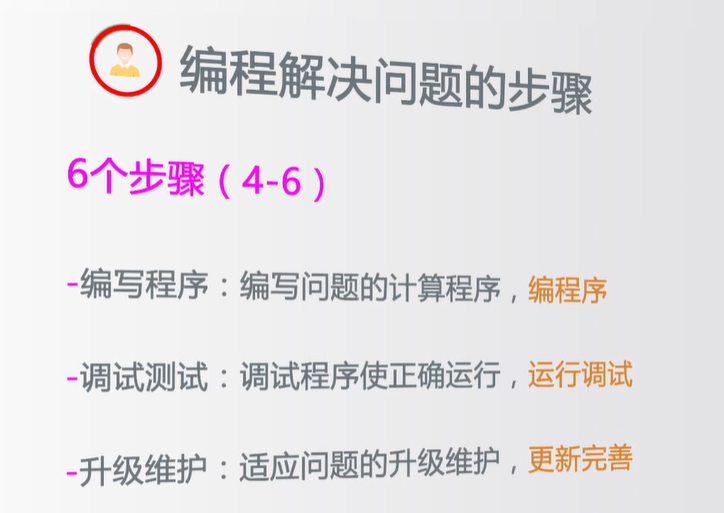 编程解决问题的步骤
6个步骤（4-6）
-编写程序：编写问题的计算程序，编程序
-调试测试：调试程序使正确运行，运行调试
-升级维护：适应问题的升级维护，更新完善